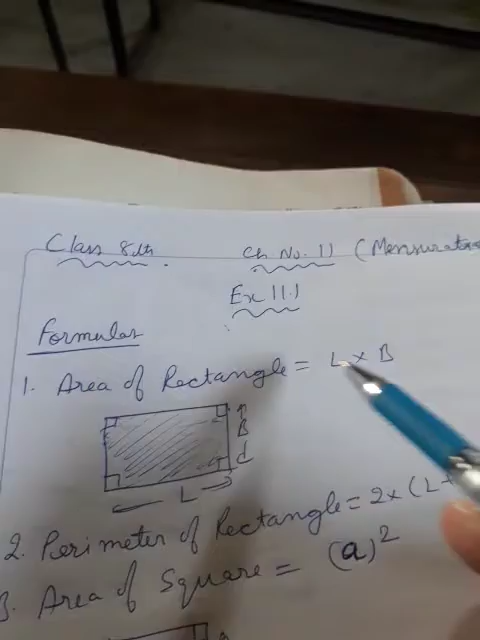 Class 8th. Ch No. 11 (Mensuration
Ex 11.1
Formulas
1. Area of Rectangle = L × B
B
L
2. Perimeter of Rectangle = 2 × (L +
3. Area of Square = (a)²